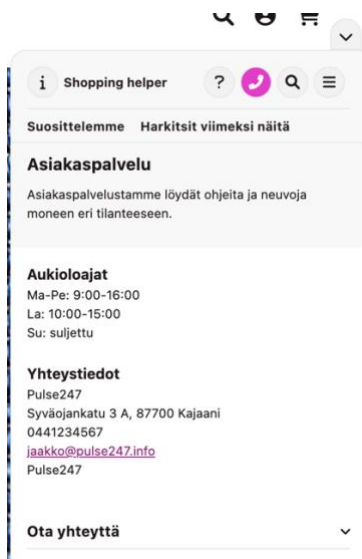 i Shopping helper ?
Suosittelemme Harkitsit viimeksi näitä
Asiakaspalvelu
Asiakaspalvelustamme löydät ohjeita ja neuvoja
moneen eri tilanteeseen.
Aukioloajat
Ma-Pe: 9:00-16:00
La: 10:00-15:00
Su: suljettu
Yhteystiedot
Pulse247
Syväojankatu 3 A, 87700 Kajaani
0441234567
jaakko@pulse247.info
Pulse247
Ota yhteyttä